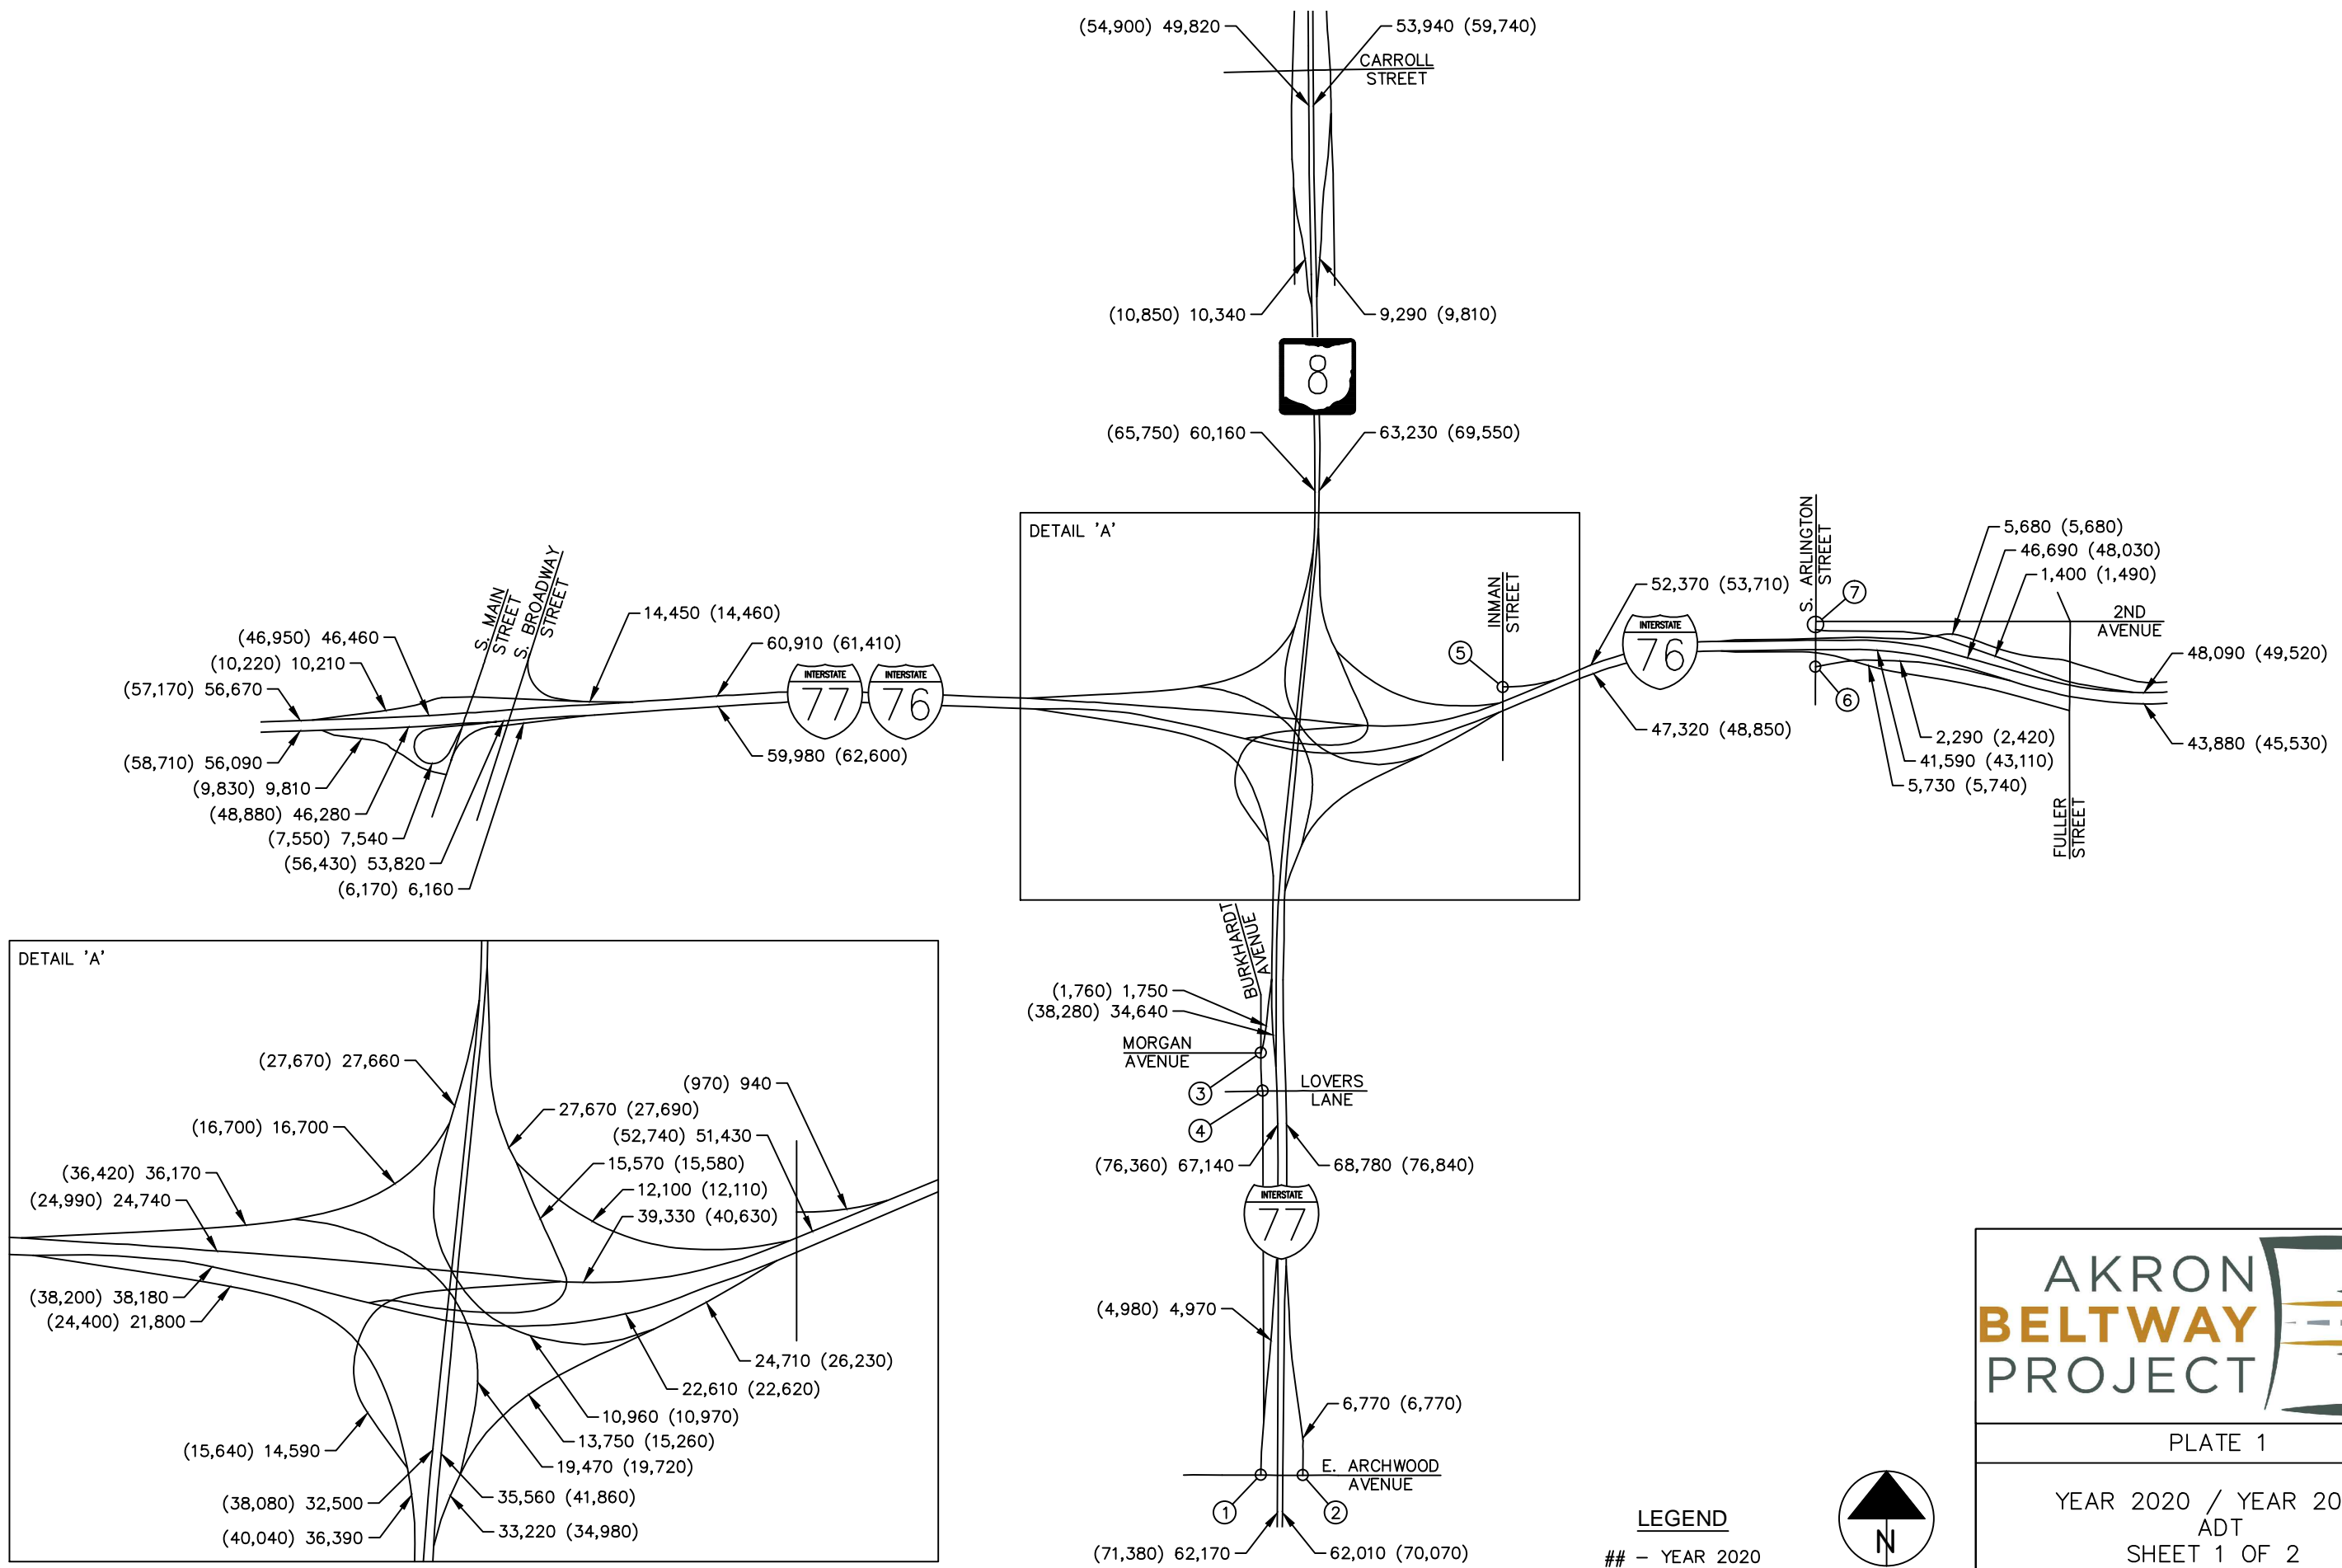 (54,900) 49,820
53,940 (59,740)
CARROLL
STREET
(10,850) 10,340
9,290 (9,810)
8
(65,750) 60,160
63,230 (69,550)
DETAIL 'A'
INMAN
STREET
5
52,370 (53,710)
47,320 (48,850)
INTERSTATE
76
S. ARLINGTON
STREET
7
6
5,680 (5,680)
46,690 (48,030)
1,400 (1,490)
2ND
AVENUE
48,090 (49,520)
43,880 (45,530)
2,290 (2,420)
41,590 (43,110)
5,730 (5,740)
FULLER
STREET
S. MAIN
STREET
S. BROADWAY
STREET
14,450 (14,460)
60,910 (61,410)
59,980 (62,600)
INTERSTATE
77
INTERSTATE
76
(46,950) 46,460
(10,220) 10,210
(57,170) 56,670
(58,710) 56,090
(9,830) 9,810
(48,880) 46,280
(7,550) 7,540
(56,430) 53,820
(6,170) 6,160
BURKHARDT
AVENUE
(1,760) 1,750
(38,280) 34,640
MORGAN
AVENUE
3
LOVERS
LANE
4
(76,360) 67,140
68,780 (76,840)
INTERSTATE
77
(4,980) 4,970
6,770 (6,770)
E. ARCHWOOD
AVENUE
1
2
(71,380) 62,170
62,010 (70,070)
DETAIL 'A'
(27,670) 27,660
(16,700) 16,700
(36,420) 36,170
(24,990) 24,740
(38,200) 38,180
(24,400) 21,800
(15,640) 14,590
(38,080) 32,500
(40,040) 36,390
(970) 940
27,670 (27,690)
(52,740) 51,430
15,570 (15,580)
12,100 (12,110)
39,330 (40,630)
24,710 (26,230)
22,610 (22,620)
10,960 (10,970)
13,750 (15,260)
19,470 (19,720)
35,560 (41,860)
33,220 (34,980)
LEGEND
## - YEAR 2020
N
AKRON
BELTWAY
PROJECT
PLATE 1
YEAR 2020 / YEAR 20
ADT
SHEET 1 OF 2